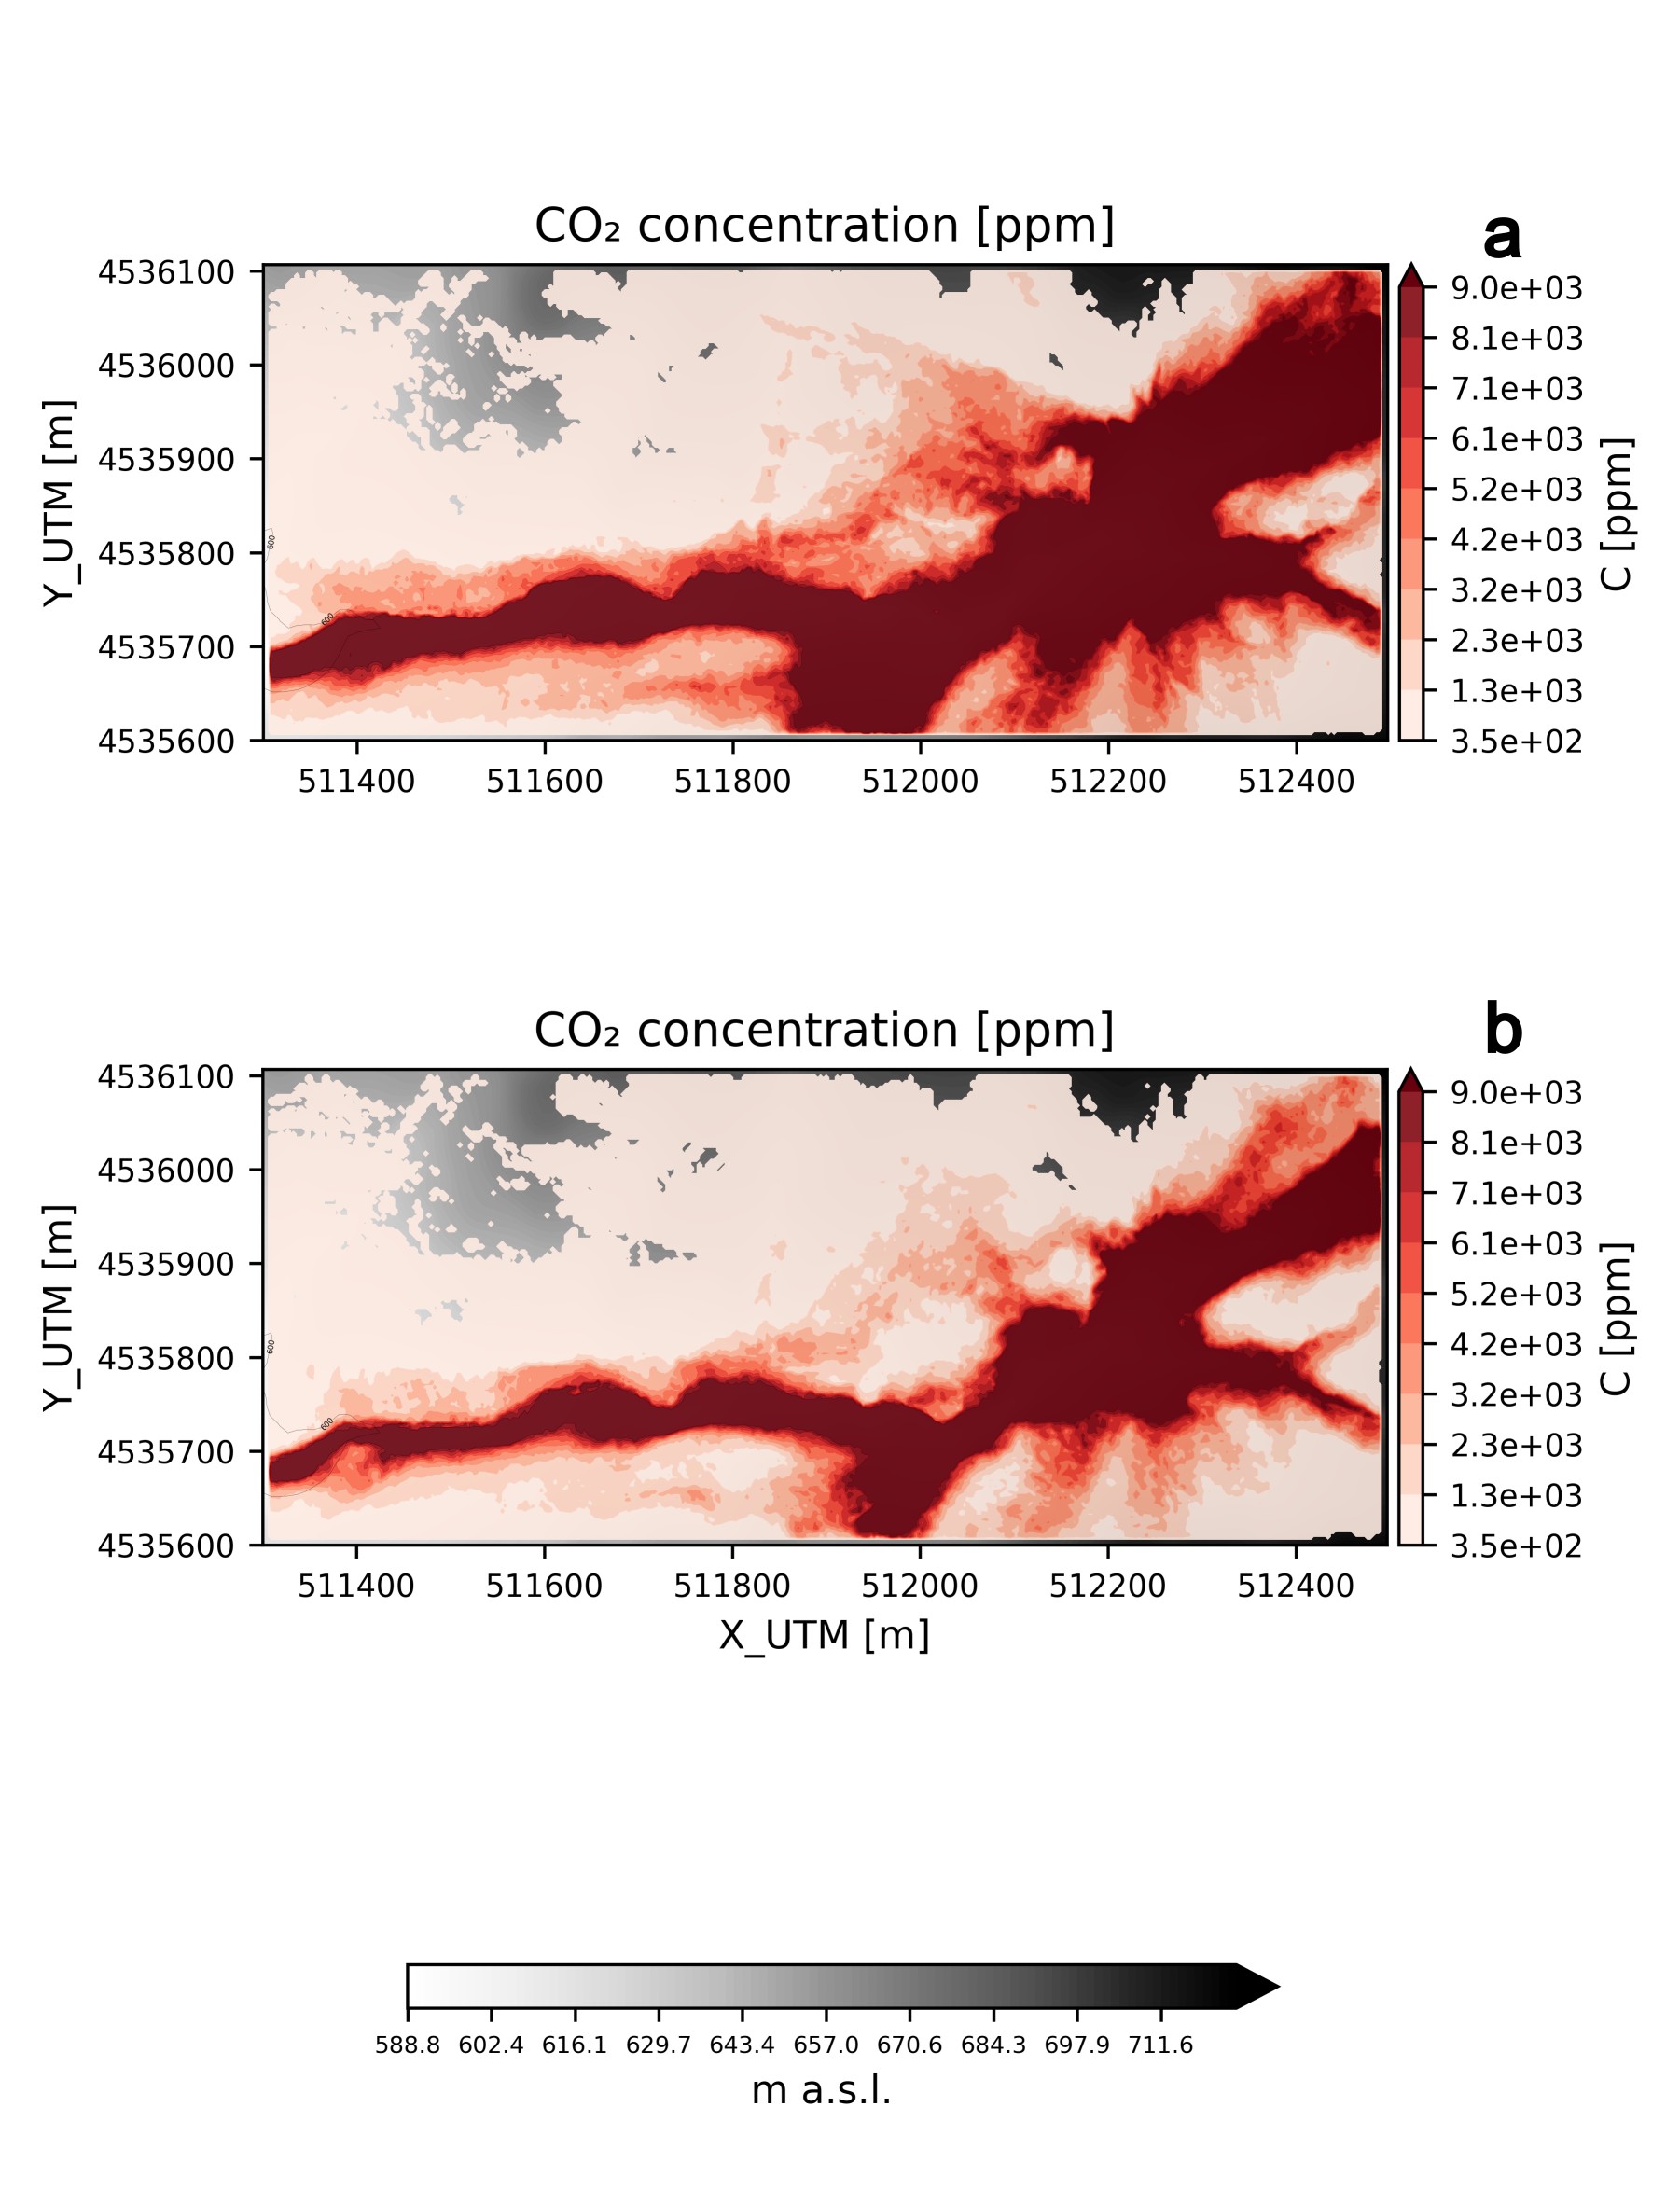 CO₂ concentration [ppm]
a
4536100
4536000
4535900
4535800
4535700
4535600
Y_UTM [m]
600
600
511400 511600 511800 512000 512200 512400
9.0e+03
8.1e+03
7.1e+03
6.1e+03
5.2e+03
4.2e+03
3.2e+03
2.3e+03
1.3e+03
3.5e+02
C [ppm]
CO₂ concentration [ppm]
b
4536100
4536000
4535900
4535800
4535700
4535600
Y_UTM [m]
600
600
511400 511600 511800 512000 512200 512400
X_UTM [m]
9.0e+03
8.1e+03
7.1e+03
6.1e+03
5.2e+03
4.2e+03
3.2e+03
2.3e+03
1.3e+03
3.5e+02
C [ppm]
588.8 602.4 616.1 629.7 643.4 657.0 670.6 684.3 697.9 711.6
m a.s.l.